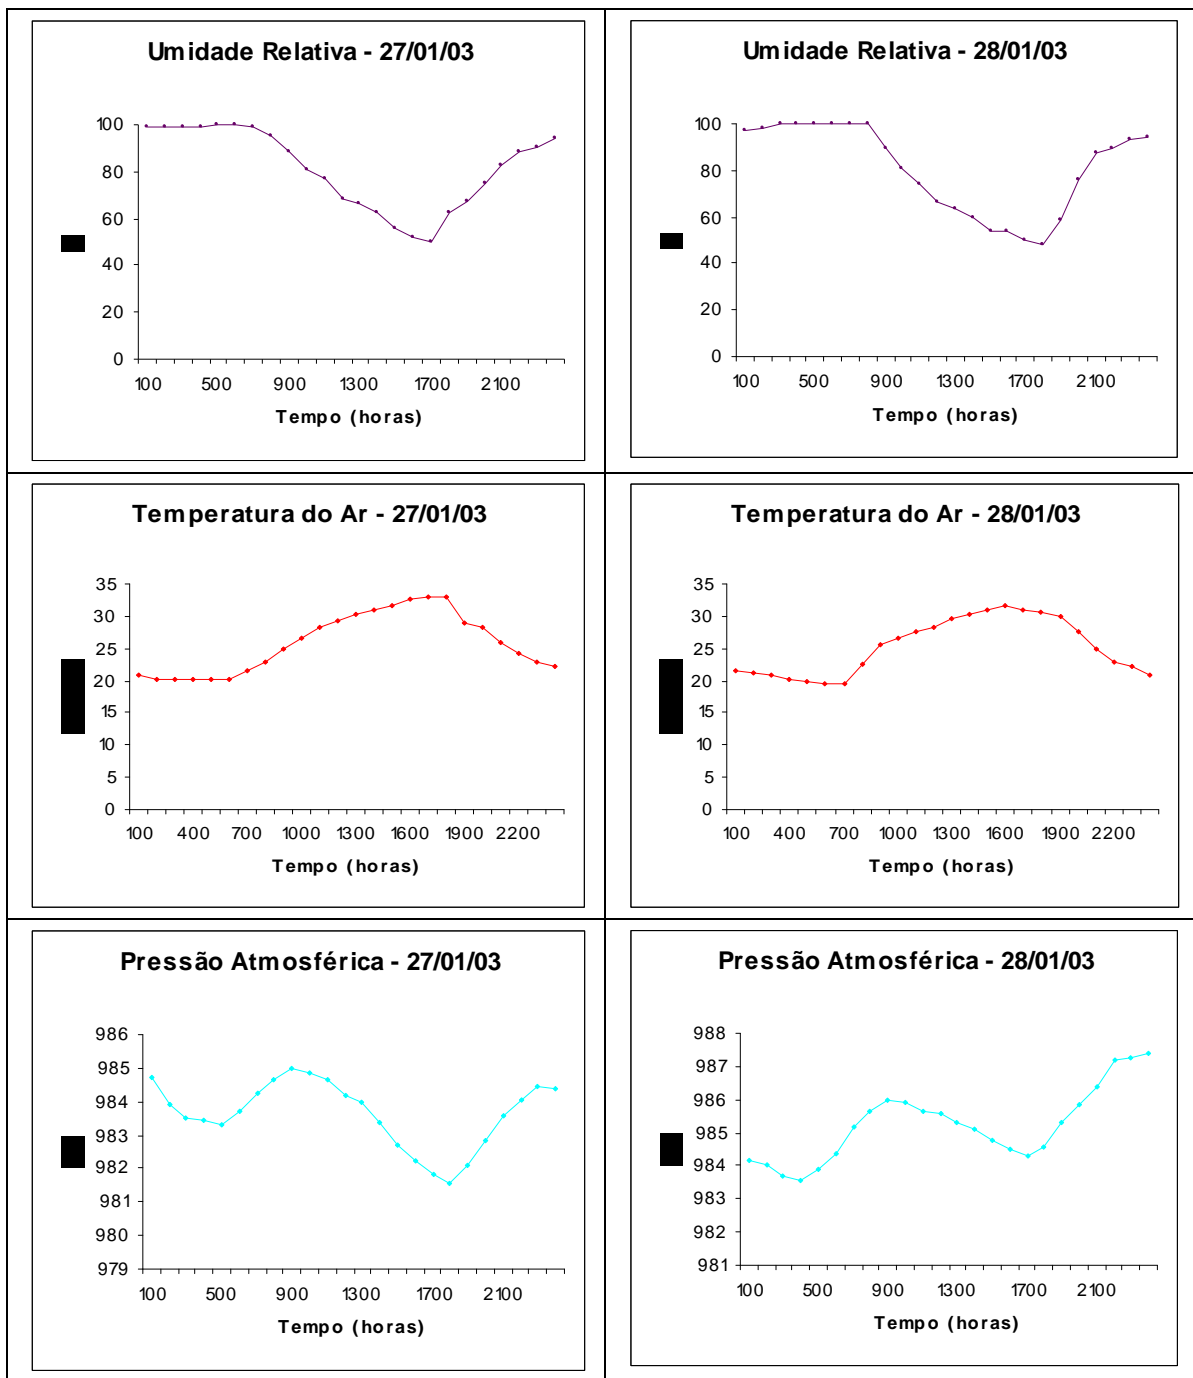 Umidade Relativa - 27/01/03
100
80
60
40
20
0
100 500 900 1300 1700 2100
Tempo (horas)
Umidade Relativa - 28/01/03
100
80
60
40
20
0
100 500 900 1300 1700 2100
Tempo (horas)
Temperatura do Ar - 27/01/03
35
30
25
20
15
10
5
0
100 400 700 1000 1300 1600 1900 2200
Tempo (horas)
Temperatura do Ar - 28/01/03
35
30
25
20
15
10
5
0
100 400 700 1000 1300 1600 1900 2200
Tempo (horas)
Pressão Atmosférica - 27/01/03
986
985
984
983
982
981
980
979
100 500 900 1300 1700 2100
Tempo (horas)
Pressão Atmosférica - 28/01/03
988
987
986
985
984
983
982
981
100 500 900 1300 1700 2100
Tempo (horas)